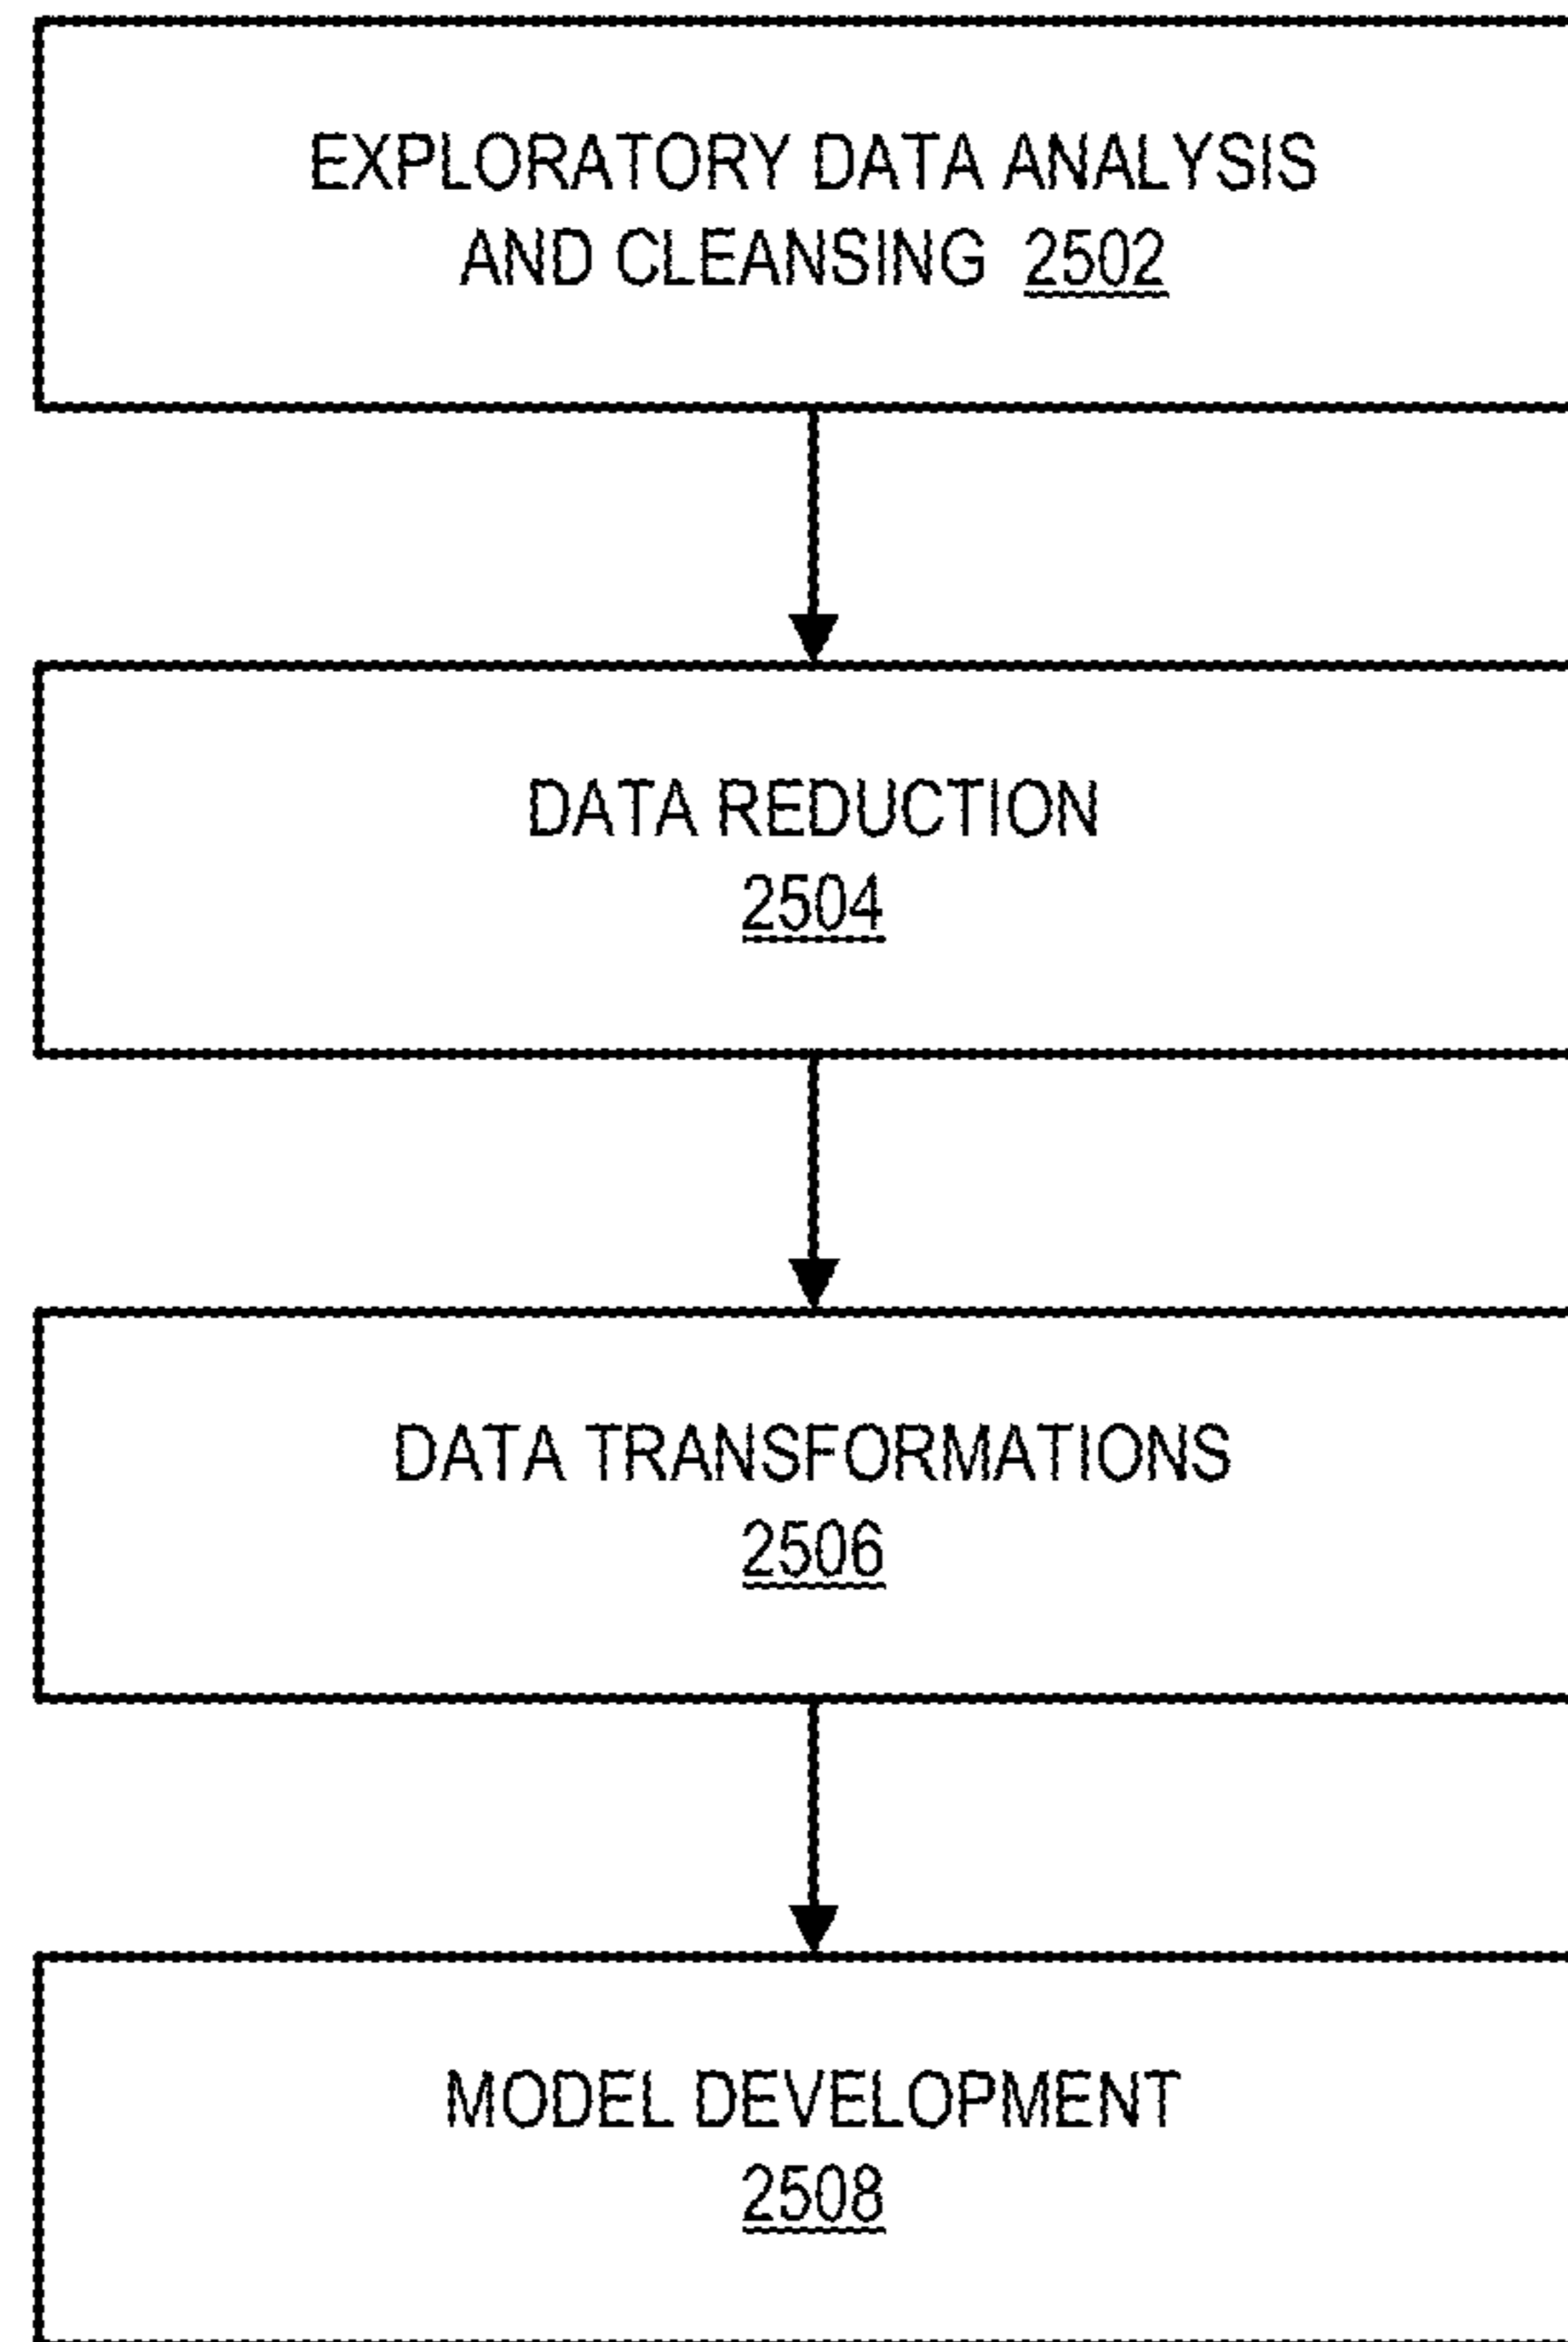 EXPLORATORY DATA ANALYSIS
AND CLEANSING 2502
DATA REDUCTION
2504
DATA TRANSFORMATIONS
2506
MODEL DEVELOPMENT
2508